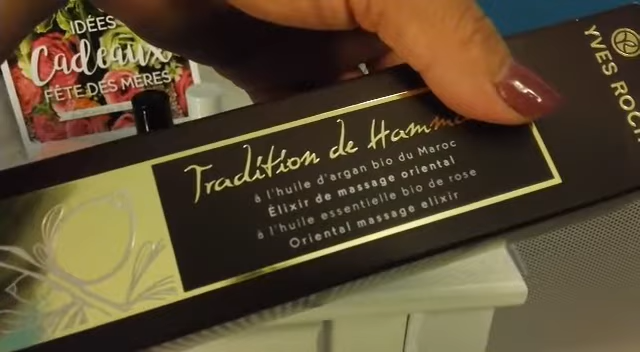 IDÉES
Cadeaux
FÊTE DES MÈRES
YVES ROC
Tradition de Hamma
à l'huile d'argan bio du Maroc
Élixir de massage oriental
à l'huile essentielle bio de rose
Oriental massage elixir